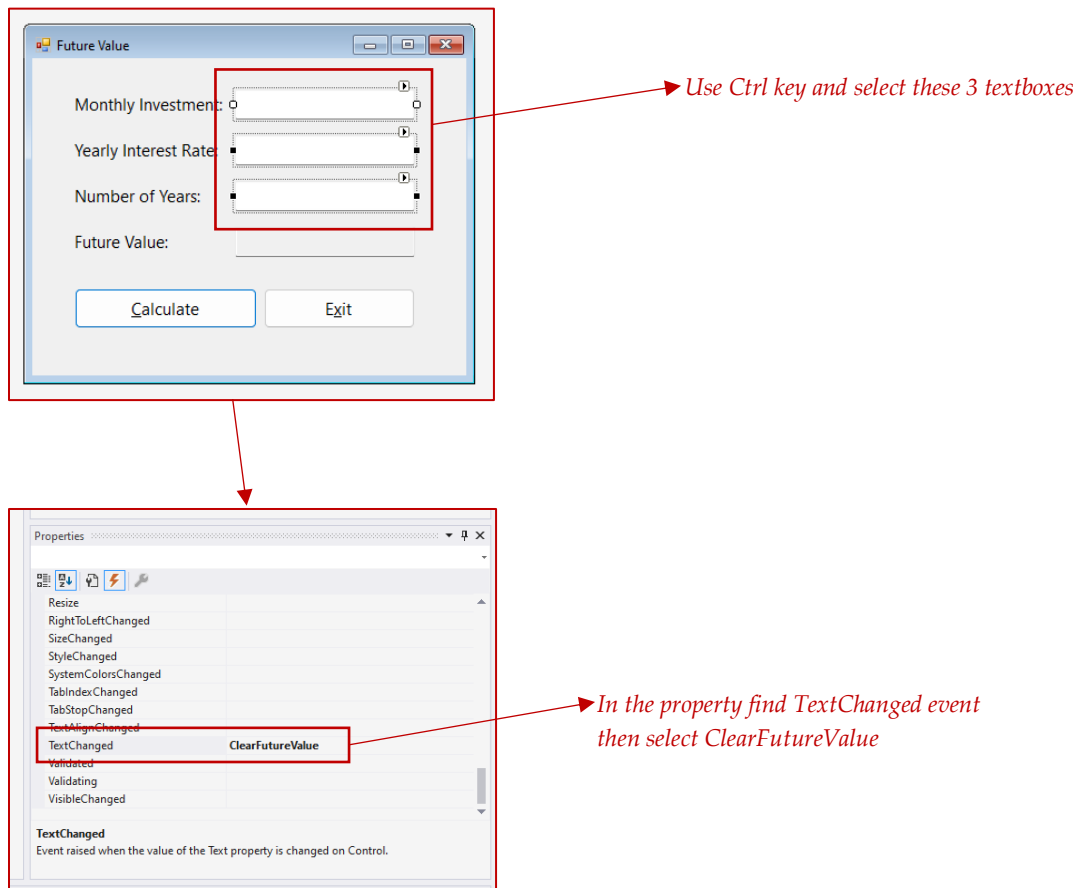 Future Value
Monthly Investment:
Use Ctrl key and select these 3 textboxes
Yearly Interest Rate:
Number of Years:
Future Value:
Calculate
Exit
Properties
Resize
RightToLeftChanged
SizeChanged
StyleChanged
SystemColorsChanged
TabIndexChanged
TabStopChanged
TextAlignChanged
TextChanged ClearFutureValue
Validated
Validating
VisibleChanged
TextChanged
Event raised when the value of the Text property is changed on Control.
In the property find TextChanged event
then select ClearFutureValue